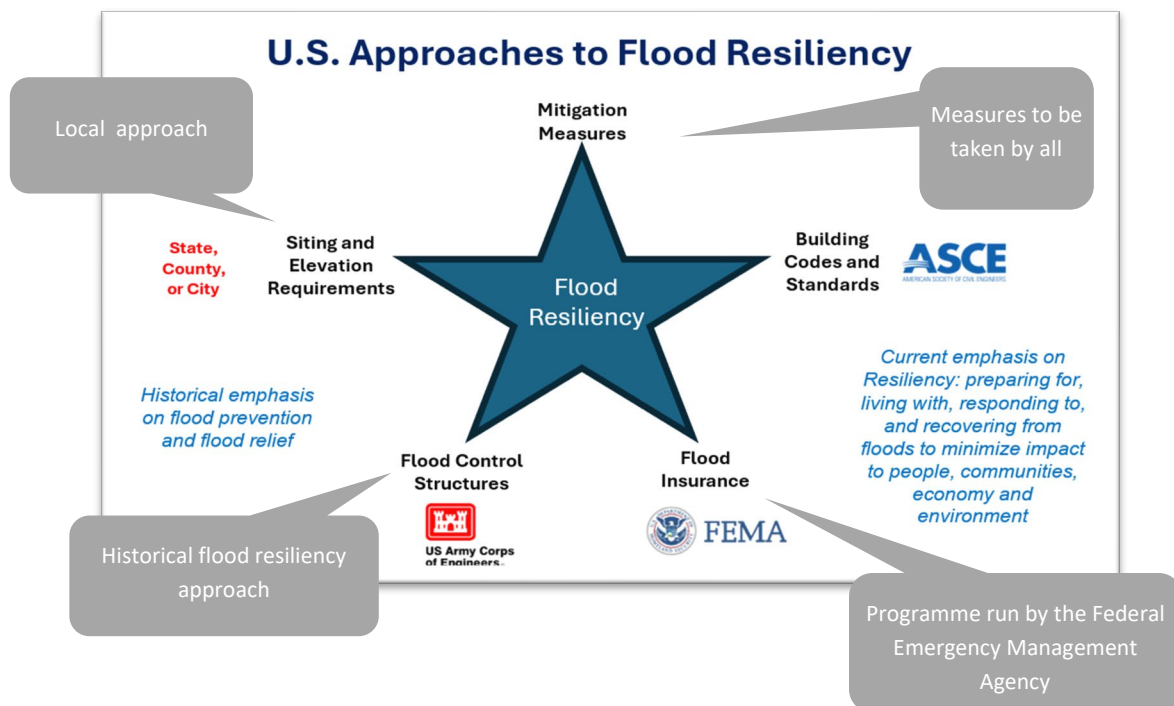 U.S. Approaches to Flood Resiliency
Local approach
Mitigation
Measures
Measures to be
taken by all
State,
County,
or City
Siting and
Elevation
Requirements
Flood
Resiliency
Building
Codes and
Standards
ASCE
AMERICAN SOCIETY OF CIVIL ENGINEERS
Historical emphasis
on flood prevention
and flood relief
Current emphasis on
Resiliency: preparing for,
living with, responding to,
and recovering from
floods to minimize impact
to people, communities,
economy and
environment
Flood Control
Structures
US Army Corps
of Engineers
Flood
Insurance
FEMA
Historical flood resiliency
approach
Programme run by the Federal
Emergency Management
Agency